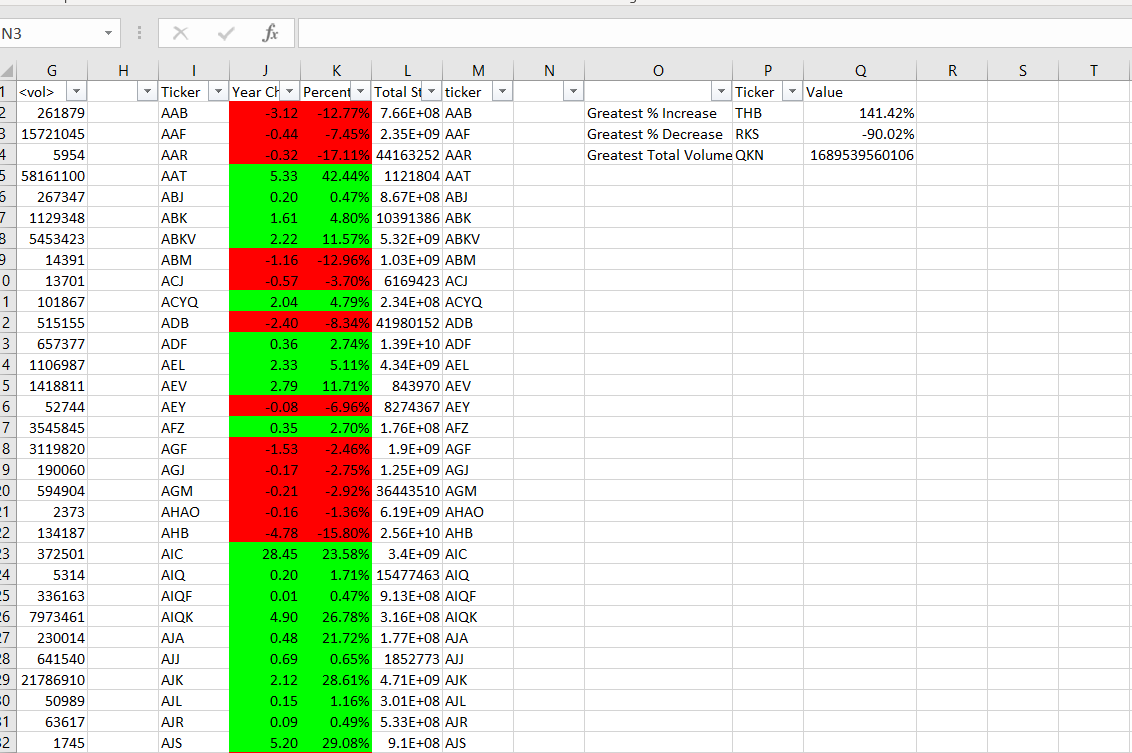 N3 fx
G H I J K L M N O P Q R S T
1 <vol> Ticker Year Ch Percent Total St ticker Ticker Value
2 261879 AAB -3.12 -12.77% 7.66E+08 AAB Greatest % Increase THB 141.42%
3 15721045 AAF -0.44 -7.45% 2.35E+09 AAF Greatest % Decrease RKS -90.02%
4 5954 AAR -0.32 -17.11% 44163252 AAR Greatest Total Volume QKN 1689539560106
5 58161100 AAT 5.33 42.44% 1121804 AAT
6 267347 ABJ 0.20 0.47% 8.67E+08 ABJ
7 1129348 ABK 1.61 4.80% 10391386 ABK
8 5453423 ABKV 2.22 11.57% 5.32E+09 ABKV
9 14391 ABM -1.16 -12.96% 1.03E+09 ABM
0 13701 ACJ -0.57 -3.70% 6169423 ACJ
1 101867 ACYQ 2.04 4.79% 2.34E+08 ACYQ
2 515155 ADB -2.40 -8.34% 41980152 ADB
3 657377 ADF 0.36 2.74% 1.39E+10 ADF
4 1106987 AEL 2.33 5.11% 4.34E+09 AEL
5 1418811 AEV 2.79 11.71% 843970 AEV
6 52744 AEY -0.08 -6.96% 8274367 AEY
7 3545845 AFZ 0.35 2.70% 1.76E+08 AFZ
8 3119820 AGF -1.53 -2.46% 1.9E+09 AGF
9 190060 AGJ -0.17 -2.75% 1.25E+09 AGJ
20 594904 AGM -0.21 -2.92% 36443510 AGM
21 2373 AHAO -0.16 -1.36% 6.19E+09 AHAO
22 134187 AHB -4.78 -15.80% 2.56E+10 AHB
23 372501 AIC 28.45 23.58% 3.4E+09 AIC
24 5314 AIQ 0.20 1.71% 15477463 AIQ
25 336163 AIQF 0.01 0.47% 9.13E+08 AIQF
26 7973461 AIQK 4.90 26.78% 3.16E+08 AIQK
27 230014 AJA 0.48 21.72% 1.77E+08 AJA
28 641540 AJJ 0.69 0.65% 1852773 AJJ
29 21786910 AJK 2.12 28.61% 4.71E+09 AJK
30 50989 AJL 0.15 1.16% 3.01E+08 AJL
31 63617 AJR 0.09 0.49% 5.33E+08 AJR
32 1745 AJS 5.20 29.08% 9.1E+08 AJS